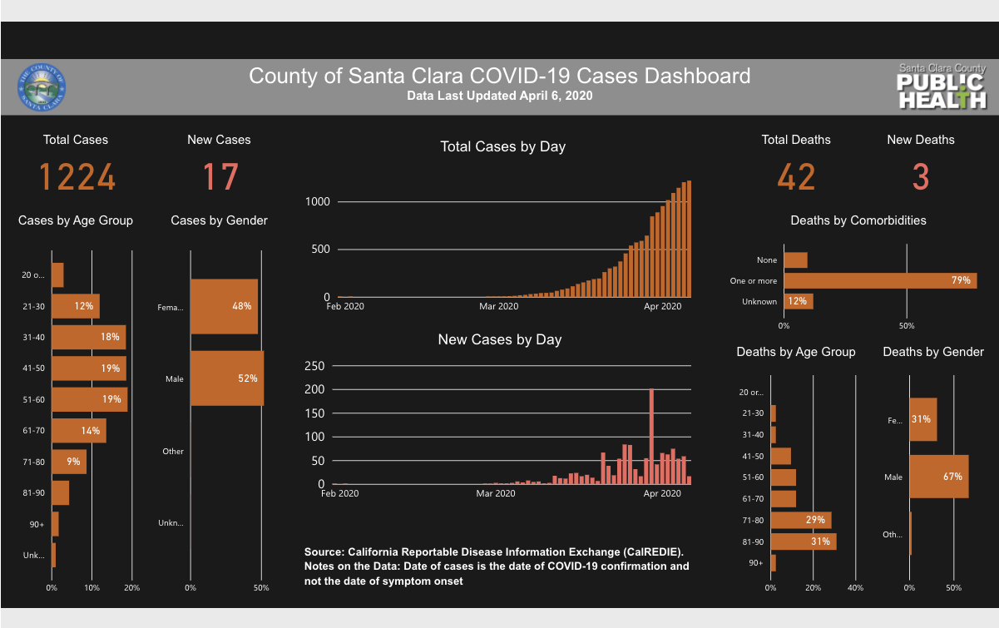 County of Santa Clara COVID-19 Cases Dashboard
Data Last Updated April 6, 2020
THE COUNTY OF
SANTA CLARA
Santa Clara County
PUBLIC
HEALTH
Total Cases
1224
New Cases
17
Cases by Age Group
20 o...
21-30
12%
31-40
18%
41-50
19%
51-60
19%
61-70
14%
71-80
9%
81-90
90+
Unk...
0% 10% 20%
Cases by Gender
Fema...
48%
Male
52%
Other
Unkn...
0% 50%
Total Cases by Day
1000
500
0
Feb 2020 Mar 2020 Apr 2020
New Cases by Day
250
200
150
100
50
0
Feb 2020 Mar 2020 Apr 2020
Source: California Reportable Disease Information Exchange (CalREDIE).
Notes on the Data: Date of cases is the date of COVID-19 confirmation and
not the date of symptom onset
Total Deaths
42
New Deaths
3
Deaths by Comorbidities
None
One or more
79%
Unknown
12%
0% 50%
Deaths by Age Group
20 or...
21-30
31-40
41-50
51-60
61-70
71-80
29%
81-90
31%
90+
0% 20% 40%
Deaths by Gender
Fe...
31%
Male
67%
Oth...
0% 50%